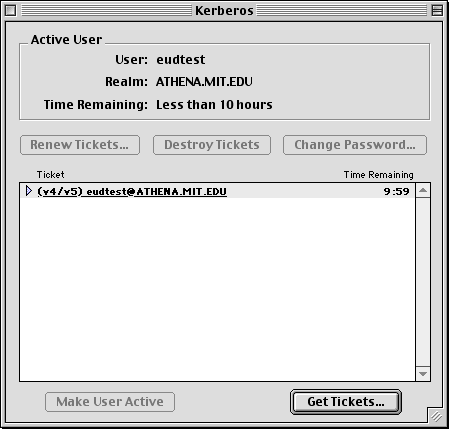 Kerberos
Active User
User: eudtest
Realm: ATHENA.MIT.EDU
Time Remaining: Less than 10 hours
Renew Tickets... Destroy Tickets Change Password...
Ticket Time Remaining
(v4/v5) eudtest@ATHENA.MIT.EDU 9:59
Make User Active Get Tickets...